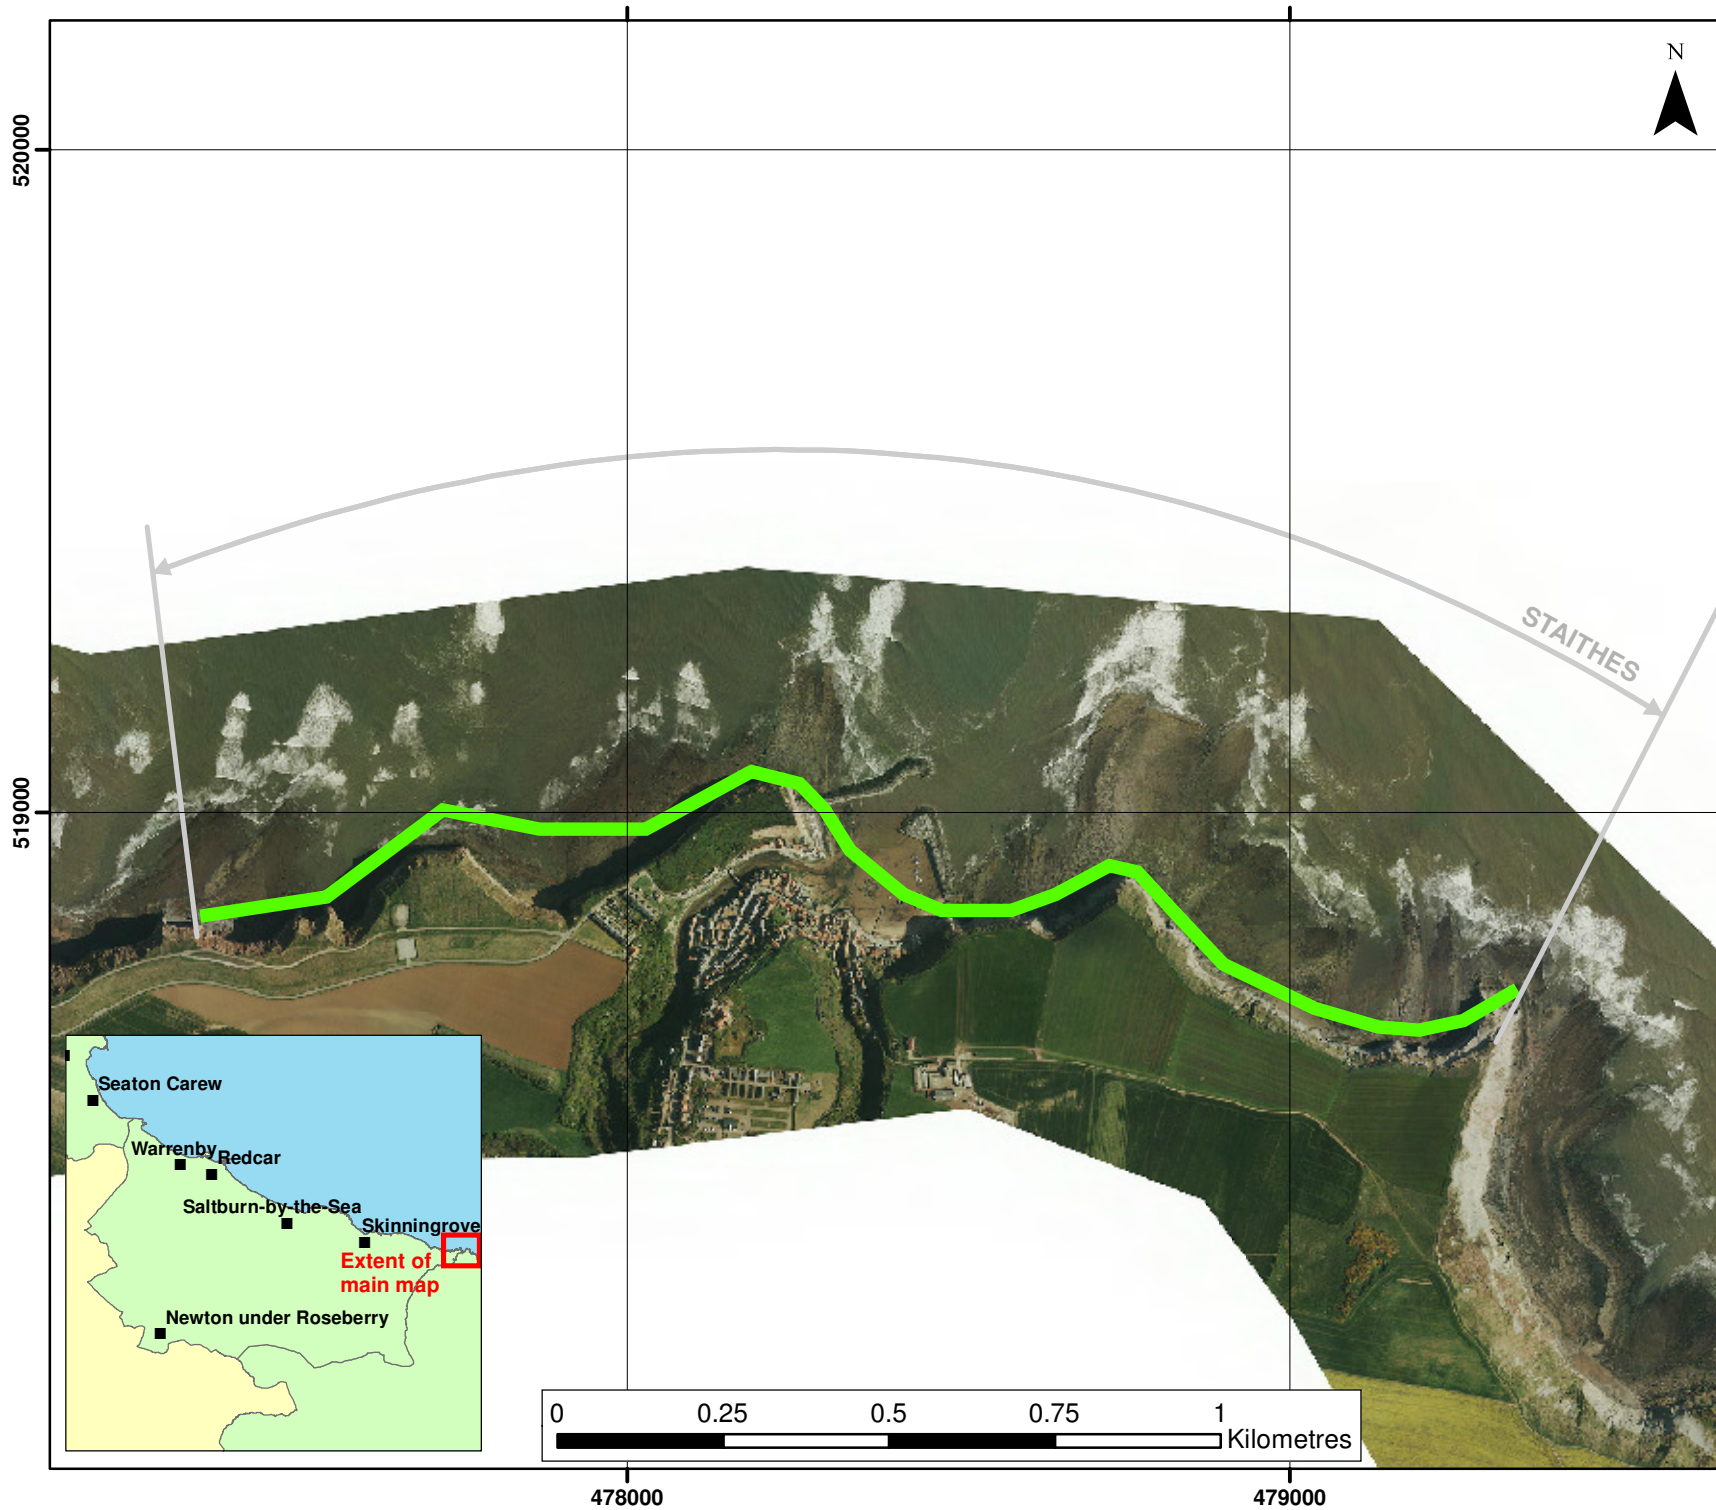 N
520000
STAITHES
519000
Seaton Carew
Warrenby
Redcar
Saltburn-by-the-Sea
Skinningrove
Extent of
main map
Newton under Roseberry
0 0.25 0.5 0.75 1
Kilometres
478000 479000